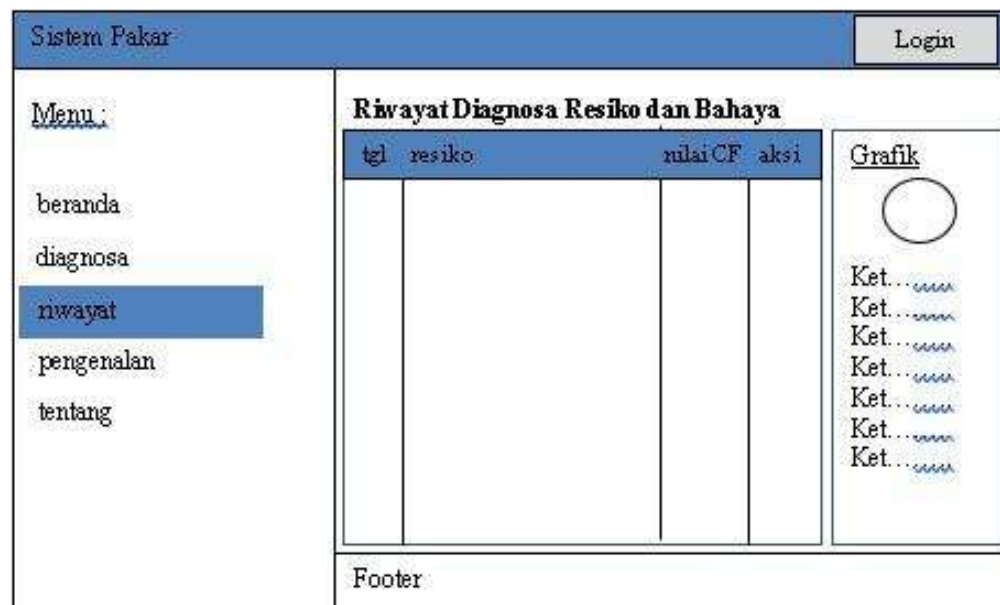 Sistem Pakar
Login
Menu :
beranda
diagnosa
riwayat
pengenalan
tentang
Riwayat Diagnosa Resiko dan Bahaya
tgl resiko nilai CF aksi
Grafik
Ket…
Ket…
Ket…
Ket…
Ket…
Ket…
Ket…
Footer